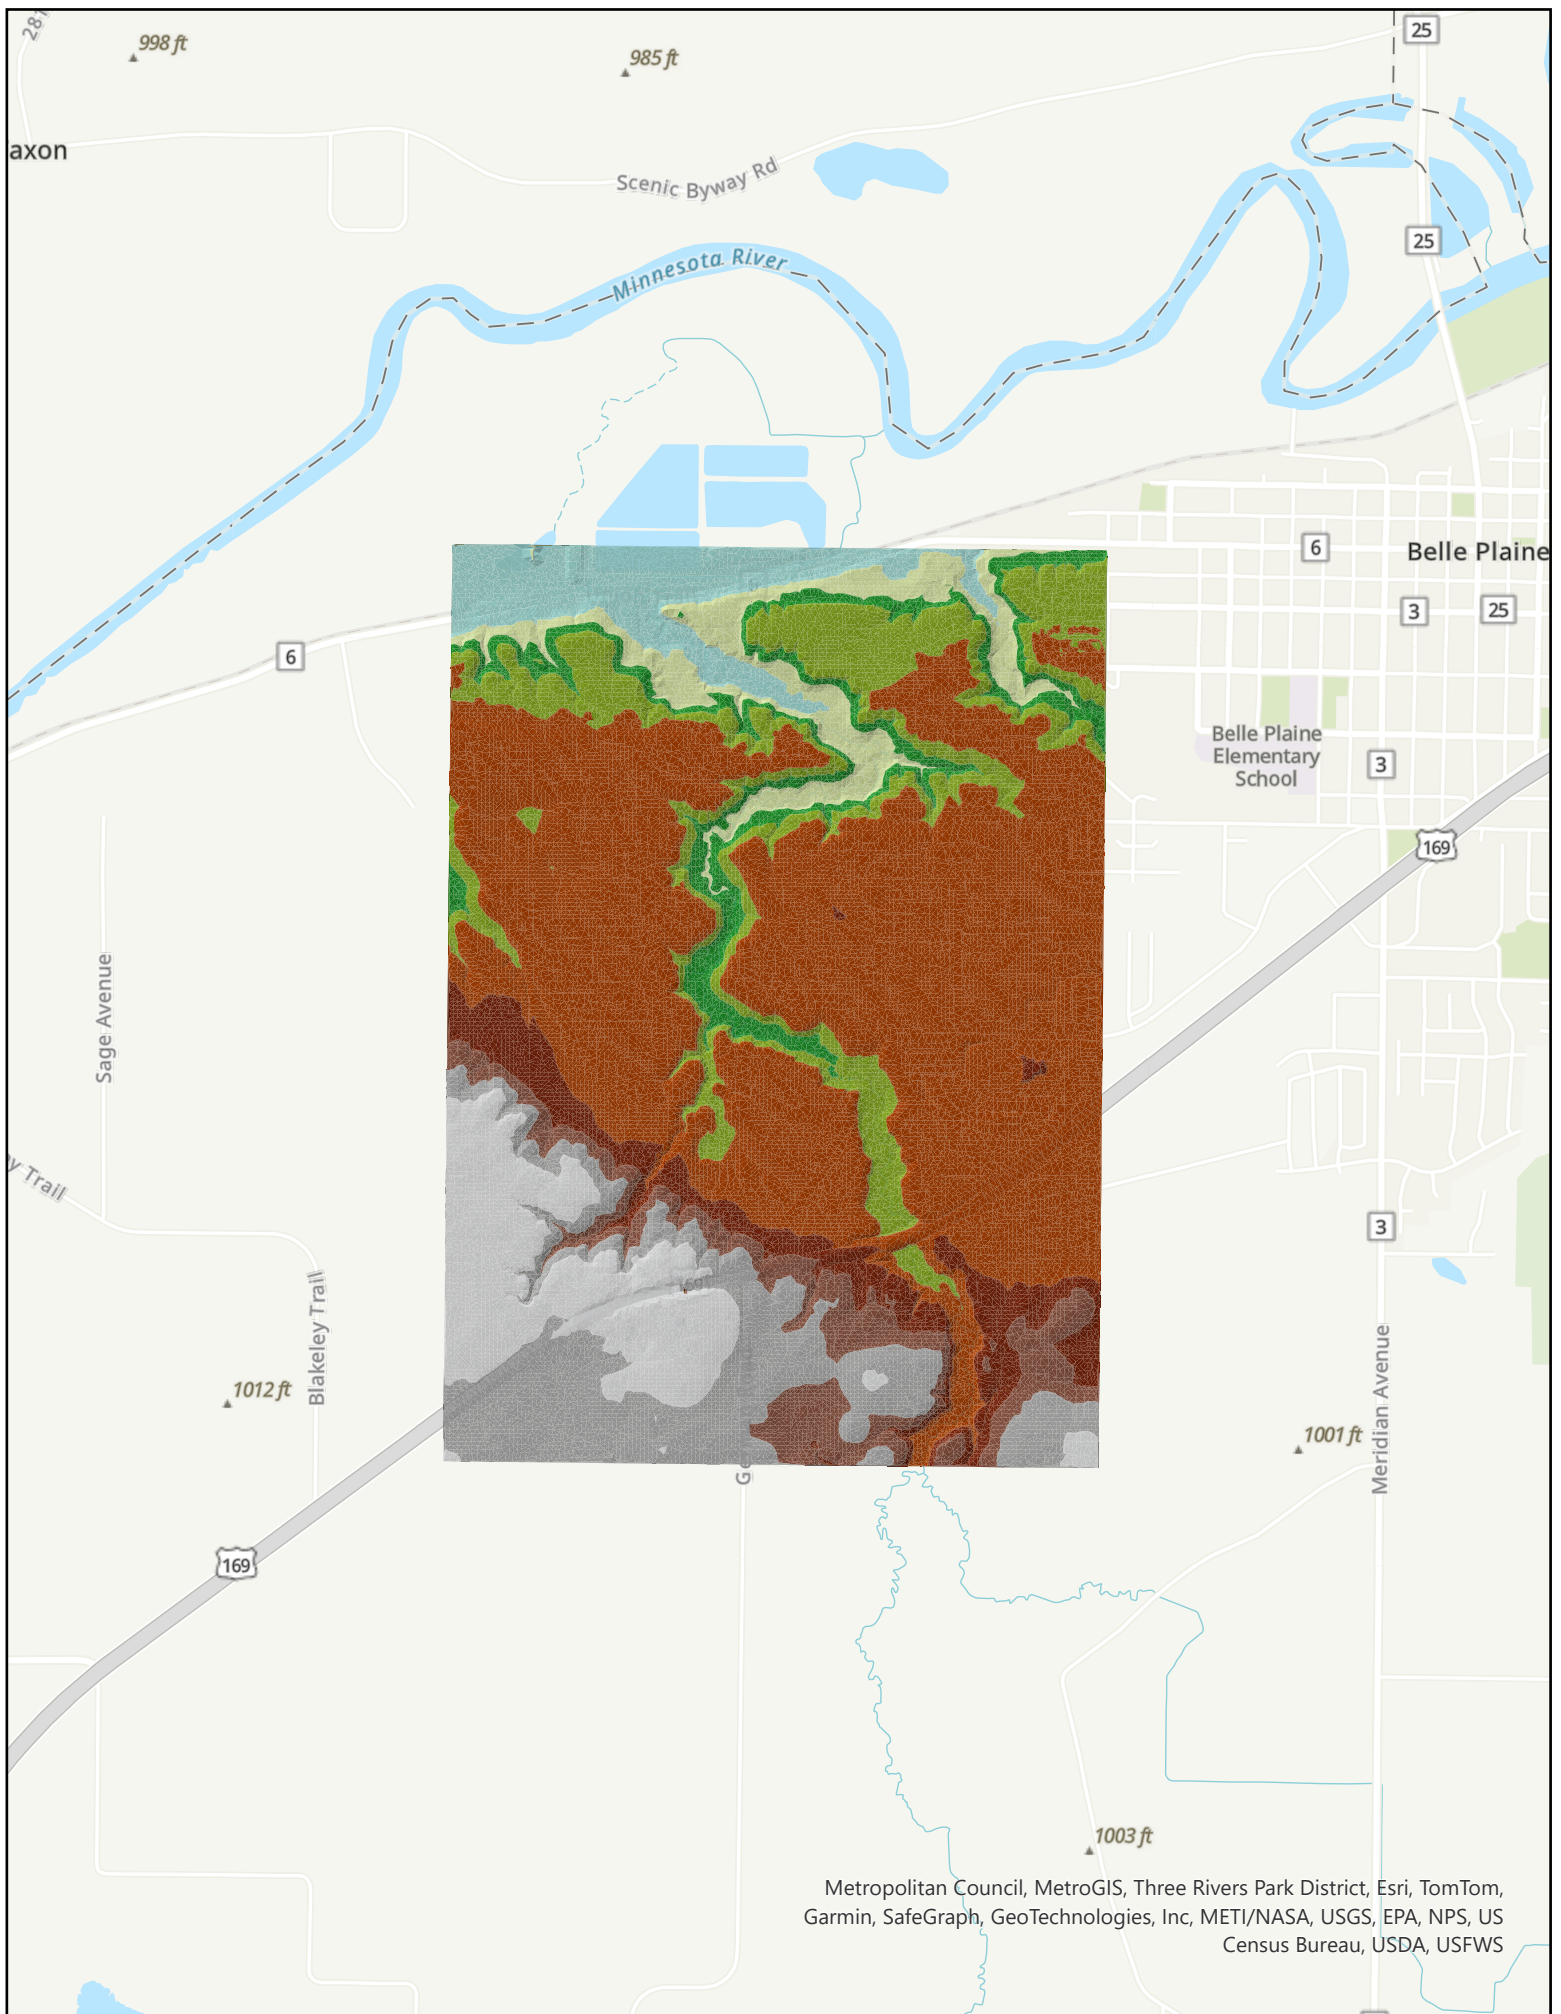 281
998 ft
985 ft
25
axon
Scenic Byway Rd
25
Minnesota River
6
Belle Plaine
3
25
6
Belle Plaine
Elementary
School
3
169
Sage Avenue
y Trail
3
Blakeley Trail
1012 ft
Meridian Avenue
1001 ft
169
1003 ft
Metropolitan Council, MetroGIS, Three Rivers Park District, Esri, TomTom,
Garmin, SafeGraph, GeoTechnologies, Inc, METI/NASA, USGS, EPA, NPS, US
Census Bureau, USDA, USFWS